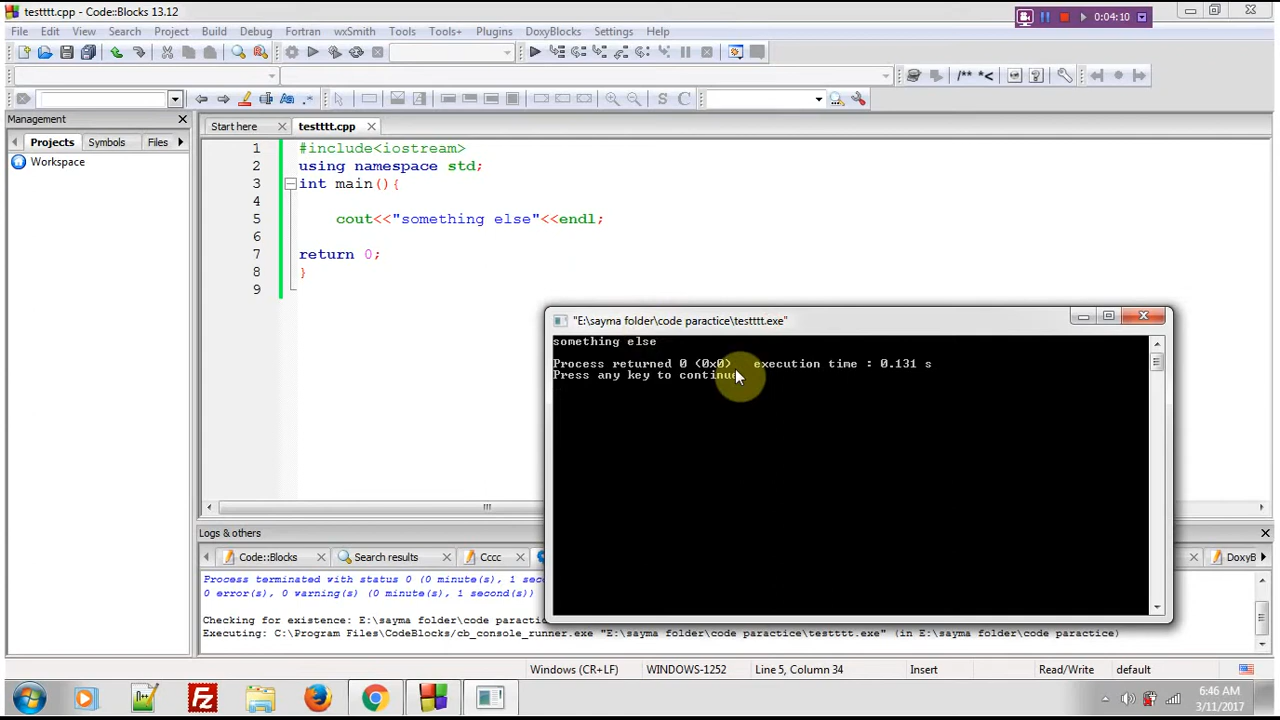 testttt.cpp - Code::Blocks 13.12
00:04:10
File Edit View Search Project Build Debug Fortran wxSmith Tools Tools+ Plugins DoxyBlocks Settings Help
/** *<
S C
Management
Start here testttt.cpp
Projects Symbols Files
Workspace
1 #include<iostream>
2 using namespace std;
3 int main(){
4
5 cout<<"something else"<<endl;
6
7 return 0;
8 }
9
"E:\sayma folder\code paractice\testttt.exe"
something else
Process returned 0 (0x0) execution time : 0.131 s
Press any key to continue
Logs & others
Code::Blocks Search results Cccc DoxyB
Process terminated with status 0 (0 minute(s), 1 seco
0 error(s), 0 warning(s) (0 minute(s), 1 second(s))
Checking for existence: E:\sayma folder\code paractic
Executing: C:\Program Files\CodeBlocks/cb_console_runner.exe "E:\sayma folder\code paractice\testttt.exe" (in E:\sayma folder\code paractice)
Windows (CR+LF) WINDOWS-1252 Line 5, Column 34 Insert Read/Write default
6:46 AM
3/11/2017